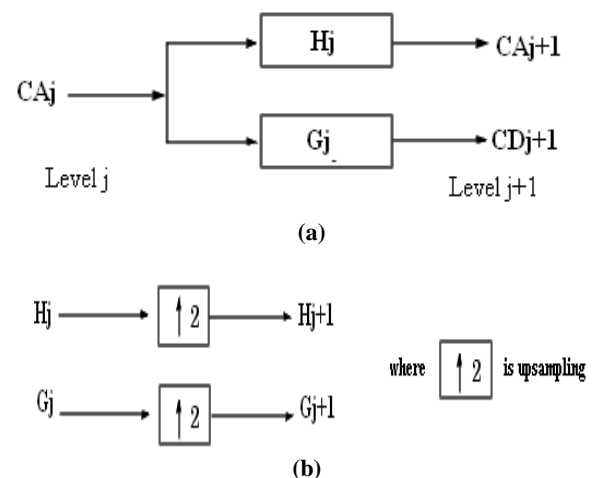 Hj
CAj+1
CAj
Gj
CDj+1
Level j
Level j+1
(a)
Hj ↑ 2 Hj+1
where ↑ 2 is upsampling
Gj ↑ 2 Gj+1
(b)